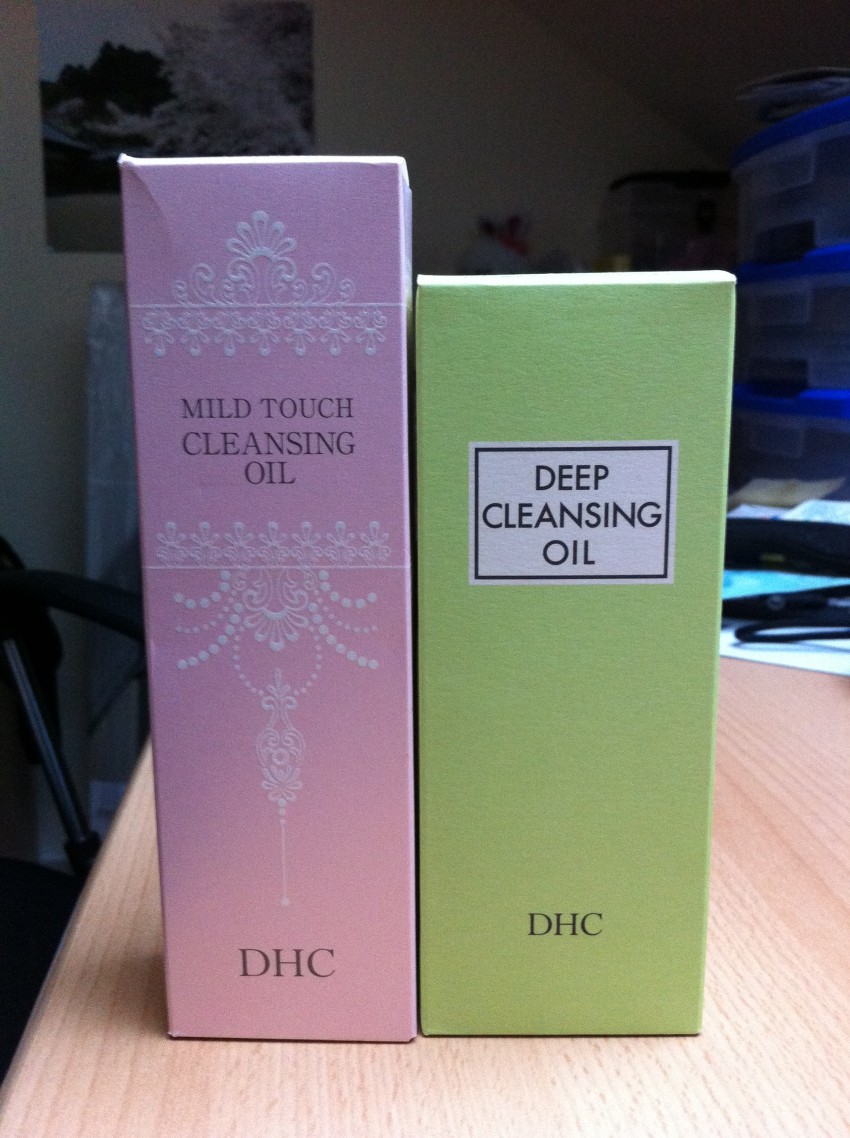 MILD TOUCH
CLEANSING
OIL
DHC
DEEP
CLEANSING
OIL
DHC